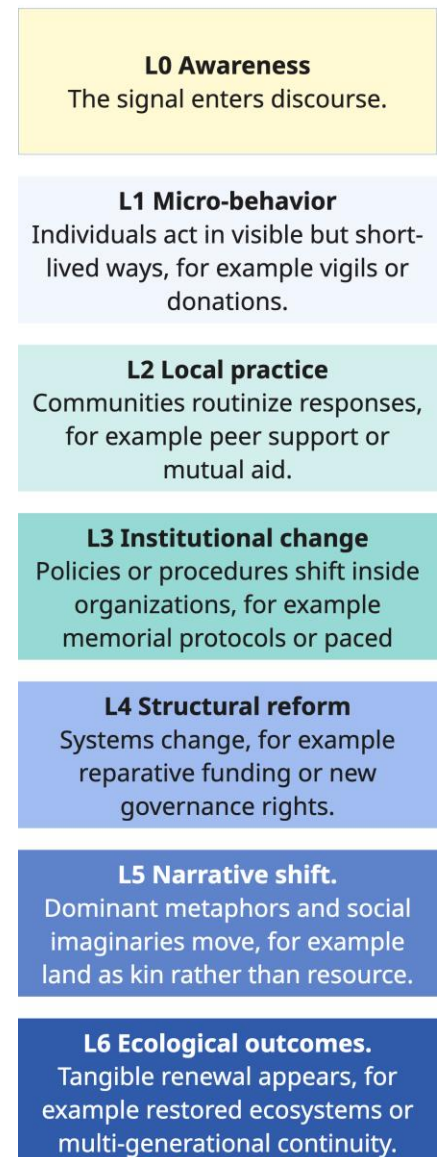 L0 Awareness
The signal enters discourse.
L1 Micro-behavior
Individuals act in visible but short-
lived ways, for example vigils or
donations.
L2 Local practice
Communities routinize responses,
for example peer support or
mutual aid.
L3 Institutional change
Policies or procedures shift inside
organizations, for example
memorial protocols or paced
L4 Structural reform
Systems change, for example
reparative funding or new
governance rights.
L5 Narrative shift.
Dominant metaphors and social
imaginaries move, for example
land as kin rather than resource.
L6 Ecological outcomes.
Tangible renewal appears, for
example restored ecosystems or
multi-generational continuity.